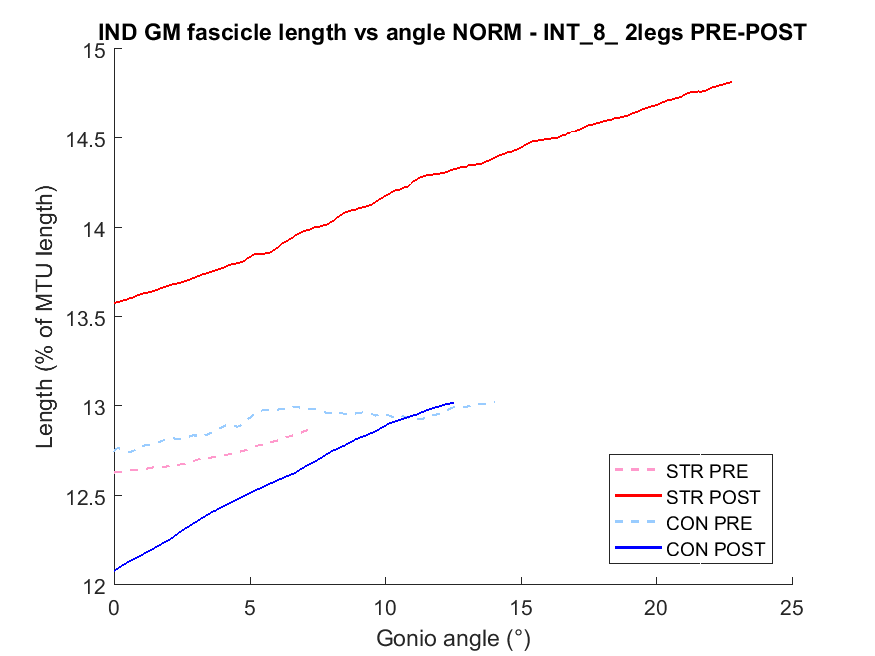 IND GM fascicle length vs angle NORM - INT_8_ 2legs PRE-POST
Length (% of MTU length)
15
14.5
14
13.5
13
12.5
12
0
5
10
15
20
25
Gonio angle (°)
STR PRE
STR POST
CON PRE
CON POST